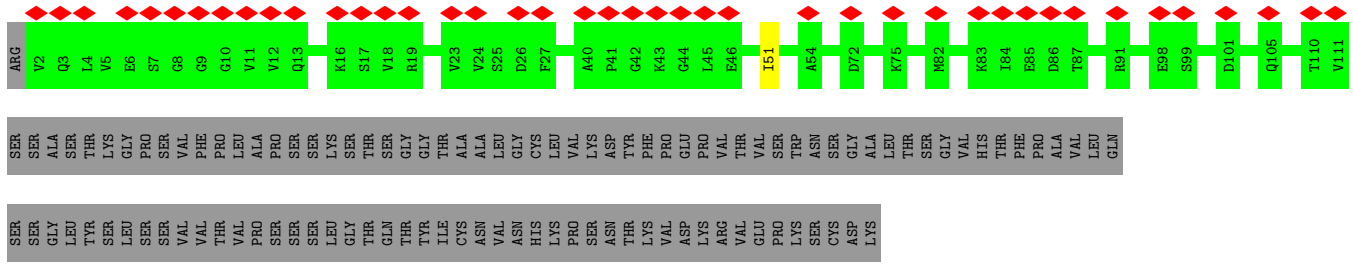 ARG V2 Q3 L4 V5 E6 S7 G8 G9 G10 V11 V12 Q13 K16 S17 V18 R19 V23 V24 S25 D26 F27 A40 P41 G42 K43 G44 L45 E46 I51 A54 D72 K75 M82 K83 I84 E85 D86 T87 R91 E98 S99 D101 Q105 T110 V111
SER SER ALA SER THR LYS GLY PRO SER VAL PHE PRO LEU ALA PRO SER SER LYS SER THR SER GLY GLY THR ALA ALA LEU GLY CYS LEU VAL LYS ASP TYR PHE PRO GLU PRO VAL THR VAL SER TRP ASN SER GLY ALA LEU THR SER GLY VAL HIS THR PHE PRO ALA VAL LEU GLN
SER SER GLY LEU TYR SER LEU SER SER VAL VAL THR VAL PRO SER SER SER LEU GLY THR GLN THR TYR ILE CYS ASN VAL ASN HIS LYS PRO SER ASN THR LYS VAL ASP LYS ARG VAL GLU PRO LYS SER CYS ASP LYS